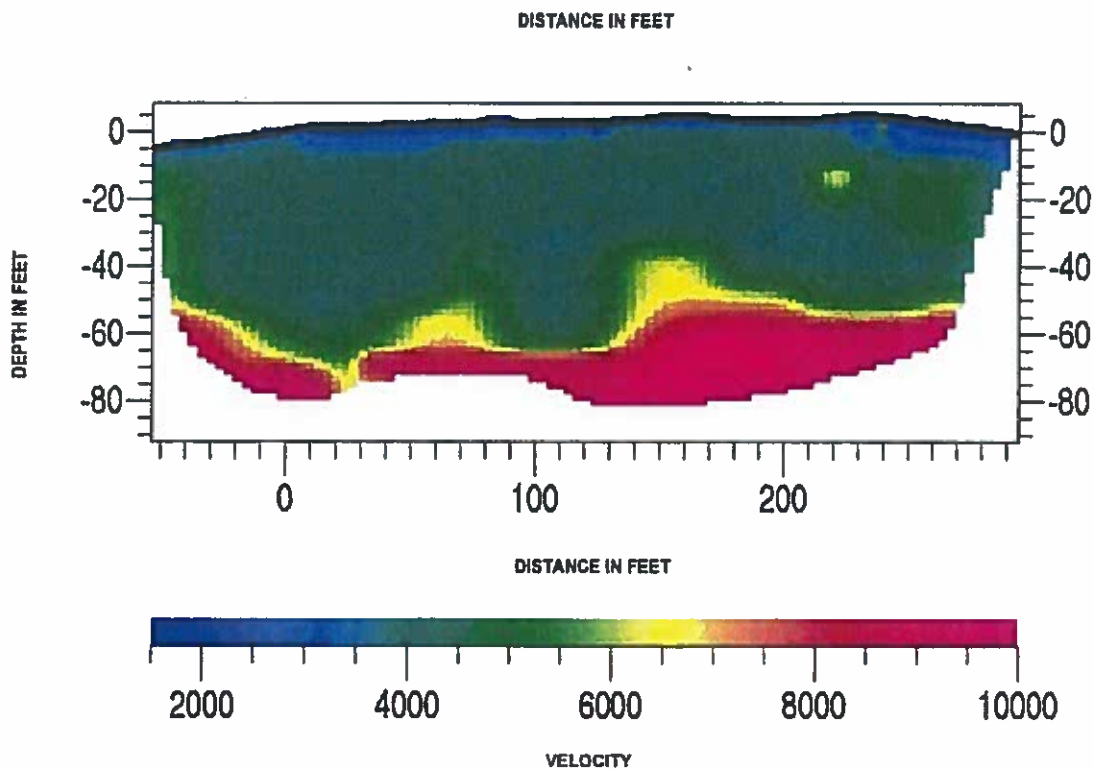 DISTANCE IN FEET
0 0
-20 -20
-40 -40
-60 -60
-80 -80
DEPTH IN FEET
0 100 200
DISTANCE IN FEET
2000 4000 6000 8000 10000
VELOCITY